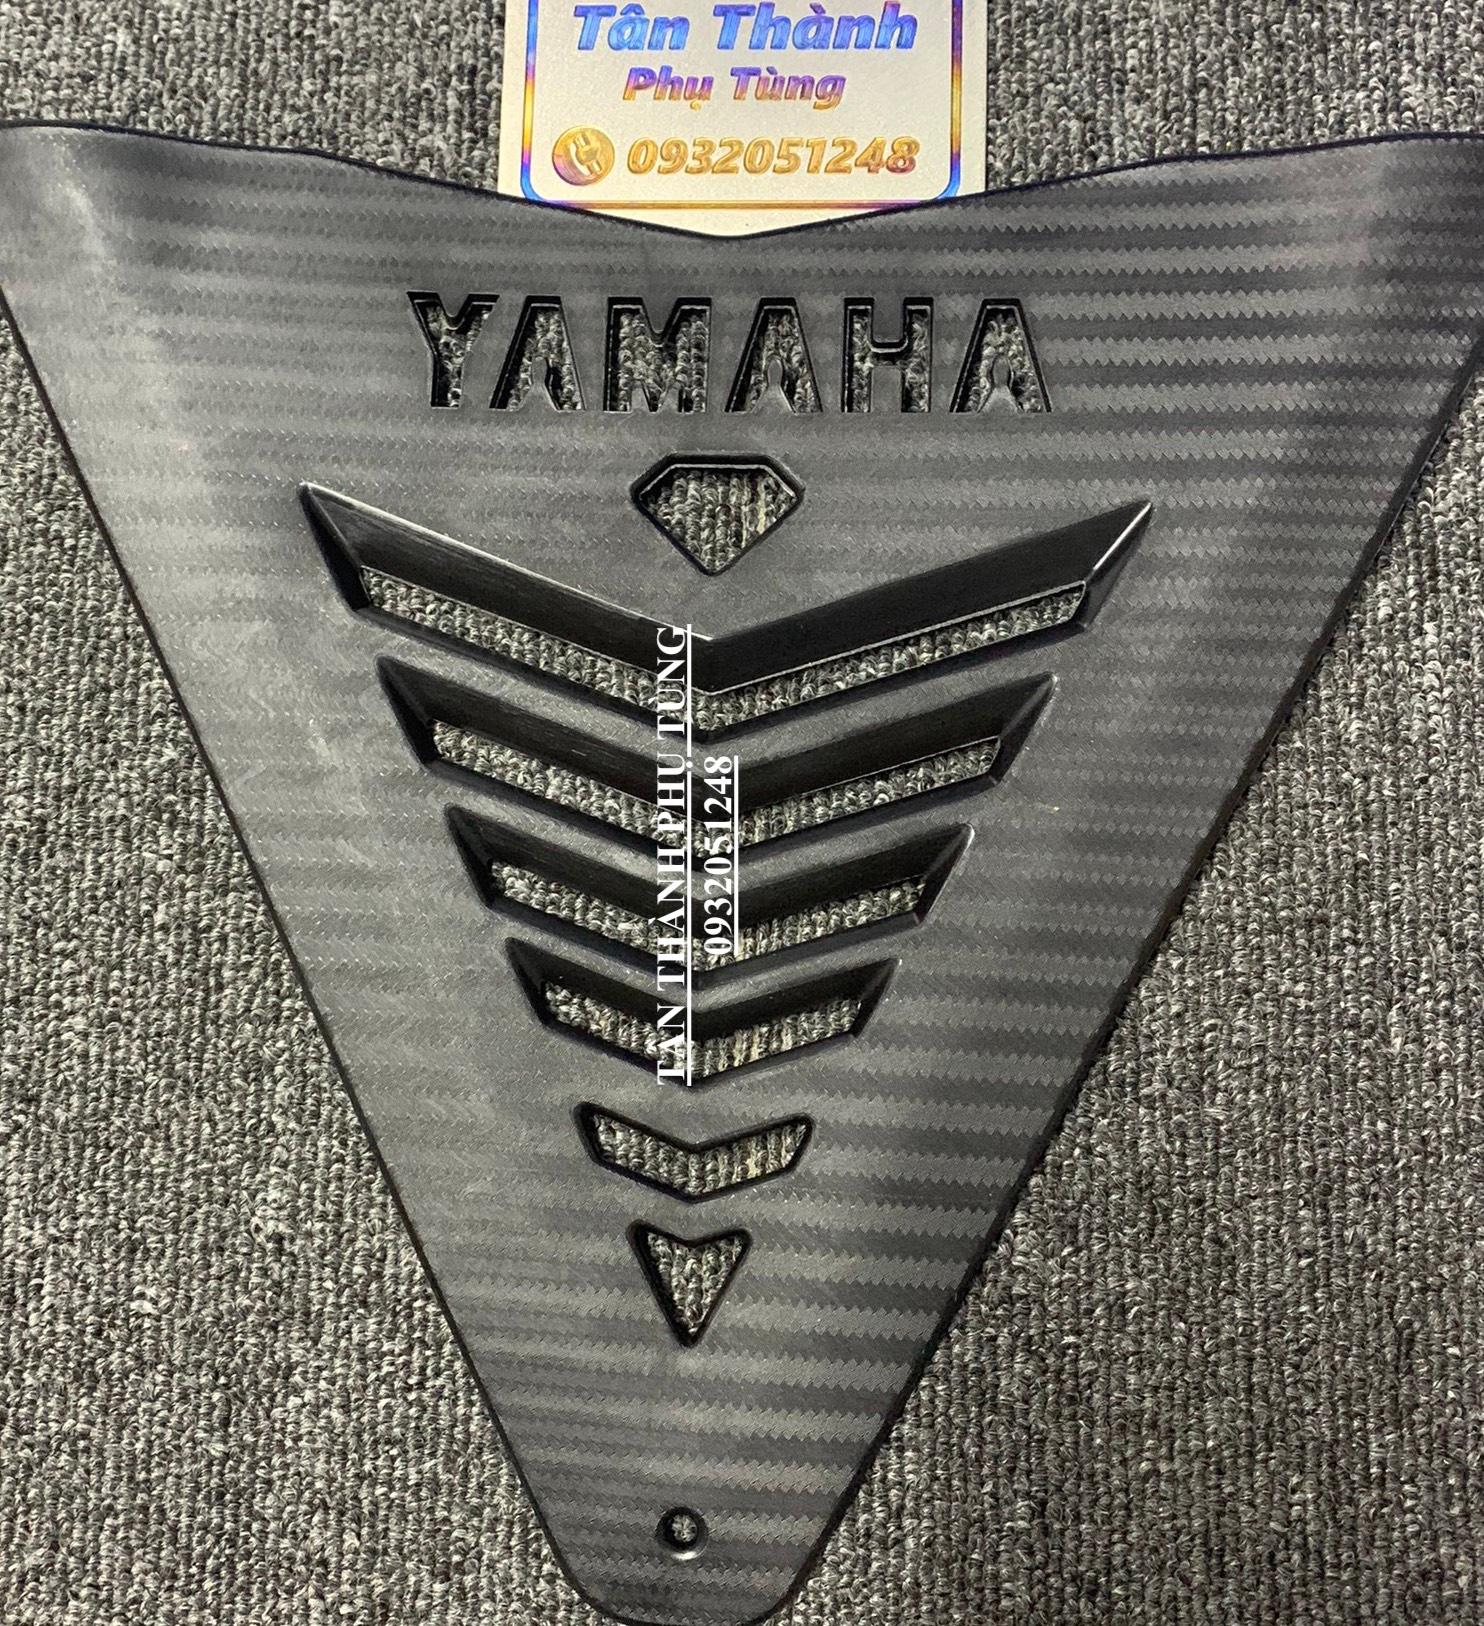 Tân Thành
Phụ Tùng
0932051248
YAMAHA
TÂN THÀNH PHỤ TÙNG
0932051248